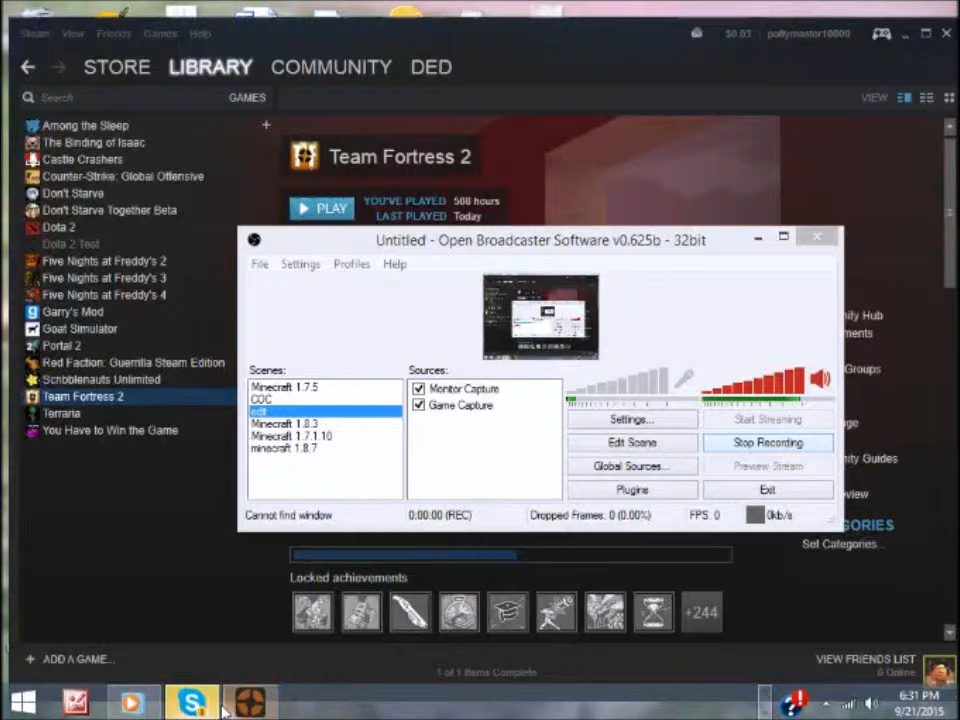 Steam View Friends Games Help
$0.03 pollymaster10000
STORE LIBRARY COMMUNITY DED
Search GAMES VIEW
Among the Sleep
The Binding of Isaac
Castle Crashers
Counter-Strike: Global Offensive
Don't Starve
Don't Starve Together Beta
Dota 2
Dota 2 Test
Five Nights at Freddy's 2
Five Nights at Freddy's 3
Five Nights at Freddy's 4
Garry's Mod
Goat Simulator
Portal 2
Red Faction: Guerrilla Steam Edition
Scribblenauts Unlimited
Team Fortress 2
Terraria
You Have to Win the Game
Team Fortress 2
PLAY
YOU'VE PLAYED 508 hours
LAST PLAYED Today
Untitled - Open Broadcaster Software v0.625b - 32bit
File Settings Profiles Help
Scenes:
Minecraft 1.7.5
COC
edit
Minecraft 1.8.3
Minecraft 1.7.1.10
minecraft 1.8.7
Sources:
Monitor Capture
Game Capture
Settings... Start Streaming
Edit Scene Stop Recording
Global Sources... Preview Stream
Plugins Exit
Cannot find window 0:00:00 (REC) Dropped Frames: 0 (0.00%) FPS: 0 0kb/s
nity Hub
ments
Groups
nity Guides
ORIES
Set Categories...
Locked achievements
+244
ADD A GAME...
1 of 1 Items Complete
VIEW FRIENDS LIST
0 Online
6:31 PM
9/21/2015